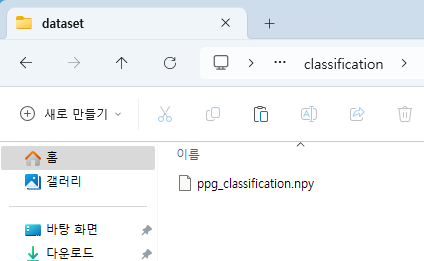 dataset
classification
새로 만들기
홈
갤러리
바탕 화면
다운로드
이름
ppg_classification.npy